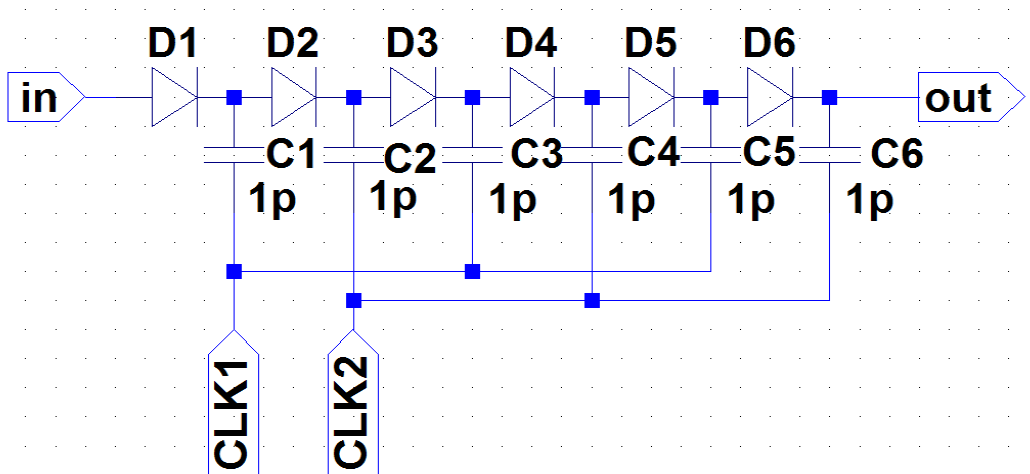 D1 D2 D3 D4 D5 D6
in out
C1 C2 C3 C4 C5 C6
1p 1p 1p 1p 1p 1p
CLK1 CLK2